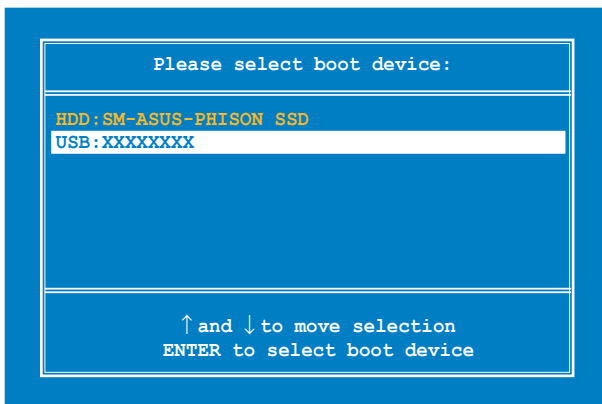 Please select boot device:
HDD:SM-ASUS-PHISON SSD
USB:XXXXXXXX
↑ and ↓ to move selection
ENTER to select boot device